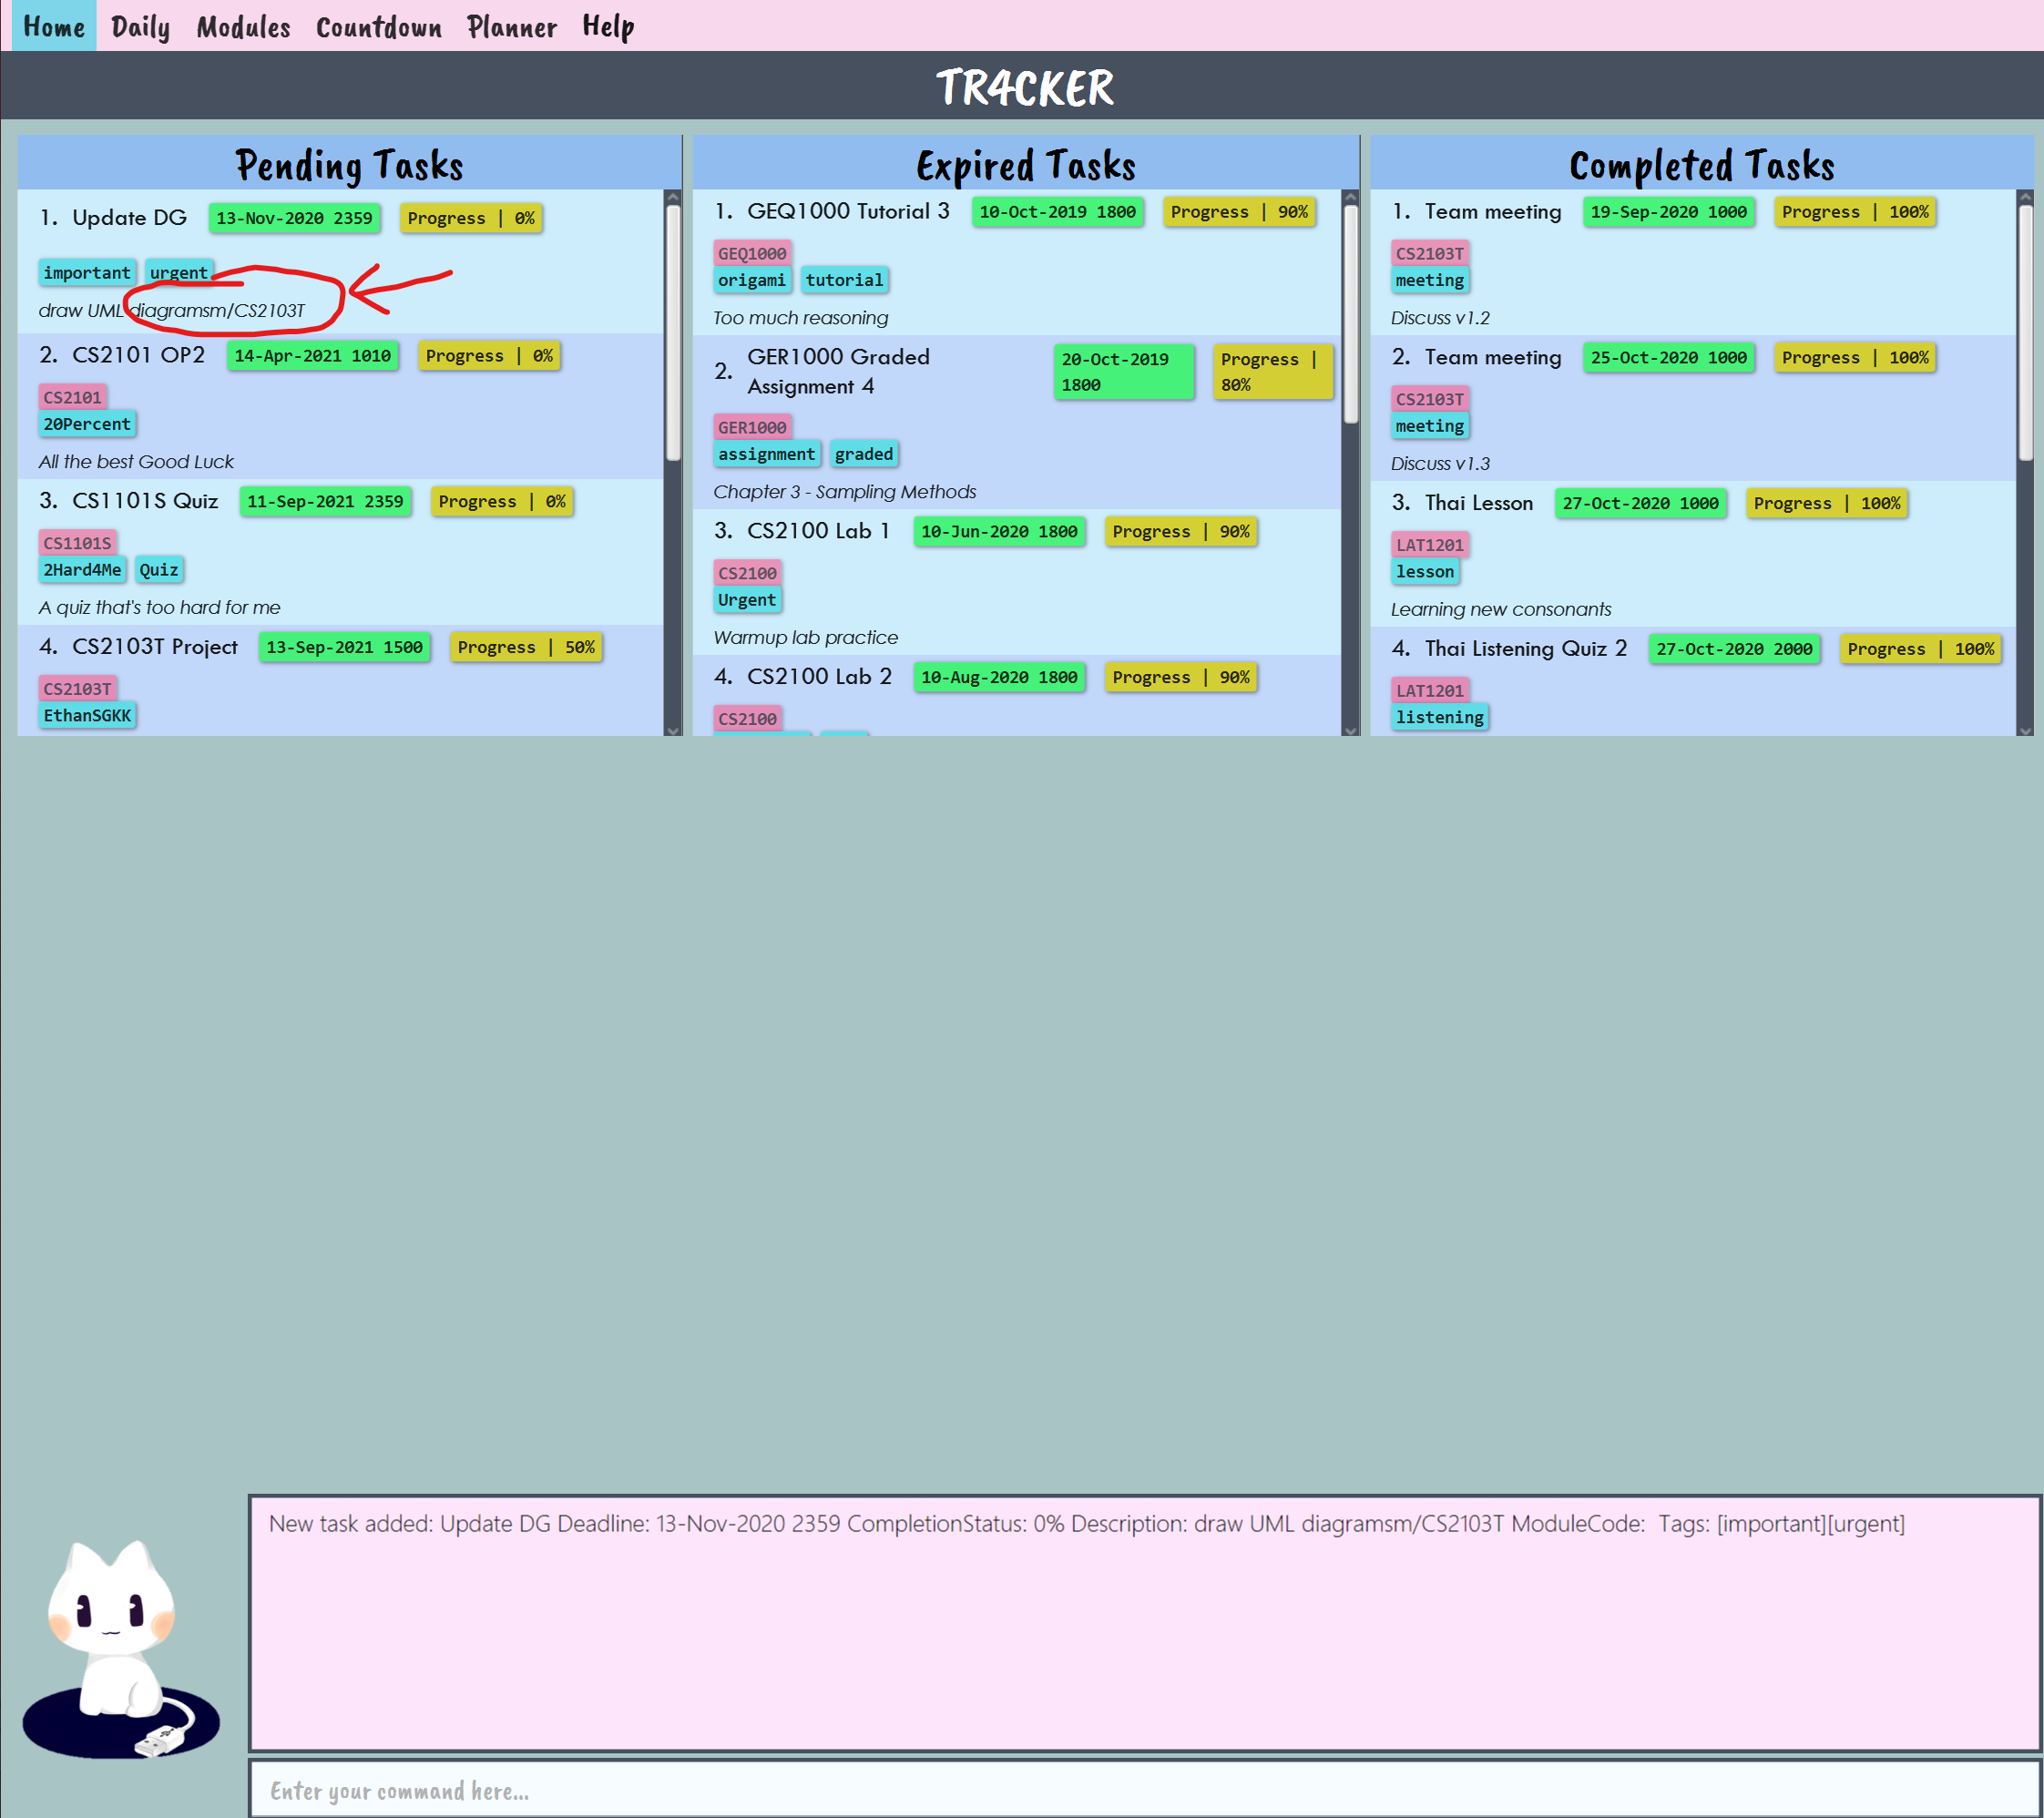 Home Daily Modules Countdown Planner Help
TR4CKER
Pending Tasks
1. Update DG 13-Nov-2020 2359 Progress | 0%
important urgent
draw UML diagramsm/CS2103T
2. CS2101 OP2 14-Apr-2021 1010 Progress | 0%
CS2101
20Percent
All the best Good Luck
3. CS1101S Quiz 11-Sep-2021 2359 Progress | 0%
CS1101S
2Hard4Me Quiz
A quiz that's too hard for me
4. CS2103T Project 13-Sep-2021 1500 Progress | 50%
CS2103T
EthanSGKK
Expired Tasks
1. GEQ1000 Tutorial 3 10-Oct-2019 1800 Progress | 90%
GEQ1000
origami tutorial
Too much reasoning
2. GER1000 Graded
Assignment 4
20-Oct-2019
1800
Progress |
80%
GER1000
assignment graded
Chapter 3 - Sampling Methods
3. CS2100 Lab 1 10-Jun-2020 1800 Progress | 90%
CS2100
Urgent
Warmup lab practice
4. CS2100 Lab 2 10-Aug-2020 1800 Progress | 90%
CS2100
Completed Tasks
1. Team meeting 19-Sep-2020 1000 Progress | 100%
CS2103T
meeting
Discuss v1.2
2. Team meeting 25-Oct-2020 1000 Progress | 100%
CS2103T
meeting
Discuss v1.3
3. Thai Lesson 27-Oct-2020 1000 Progress | 100%
LAT1201
lesson
Learning new consonants
4. Thai Listening Quiz 2 27-Oct-2020 2000 Progress | 100%
LAT1201
listening
New task added: Update DG Deadline: 13-Nov-2020 2359 CompletionStatus: 0% Description: draw UML diagramsm/CS2103T ModuleCode:  Tags: [important][urgent]
Enter your command here...